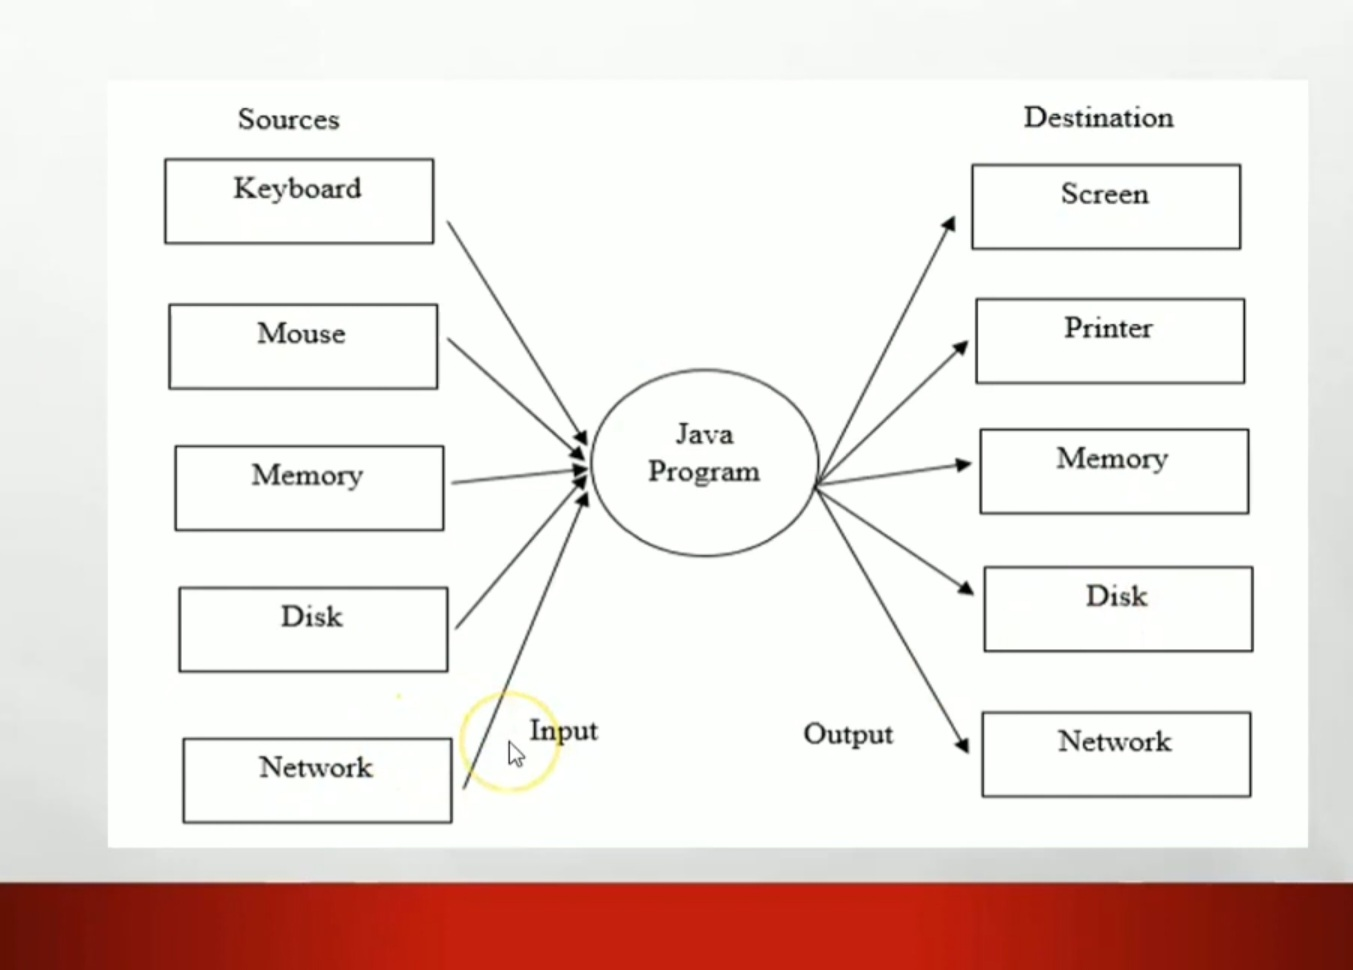 Sources
Destination
Keyboard
Screen
Mouse
Printer
Java
Program
Memory
Memory
Disk
Disk
Input
Output
Network
Network